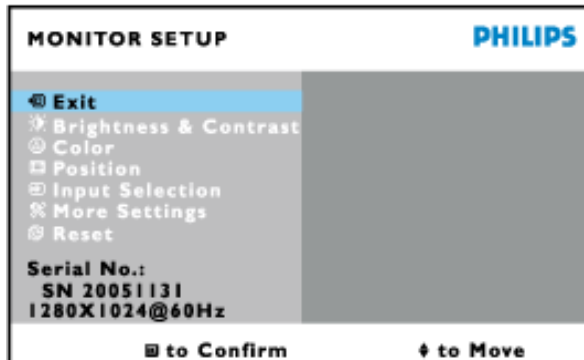 MONITOR SETUP PHILIPS
Exit
Brightness & Contrast
Color
Position
Input Selection
More Settings
Reset
Serial No.:
SN 20051131
1280X1024@60Hz
to Confirm to Move